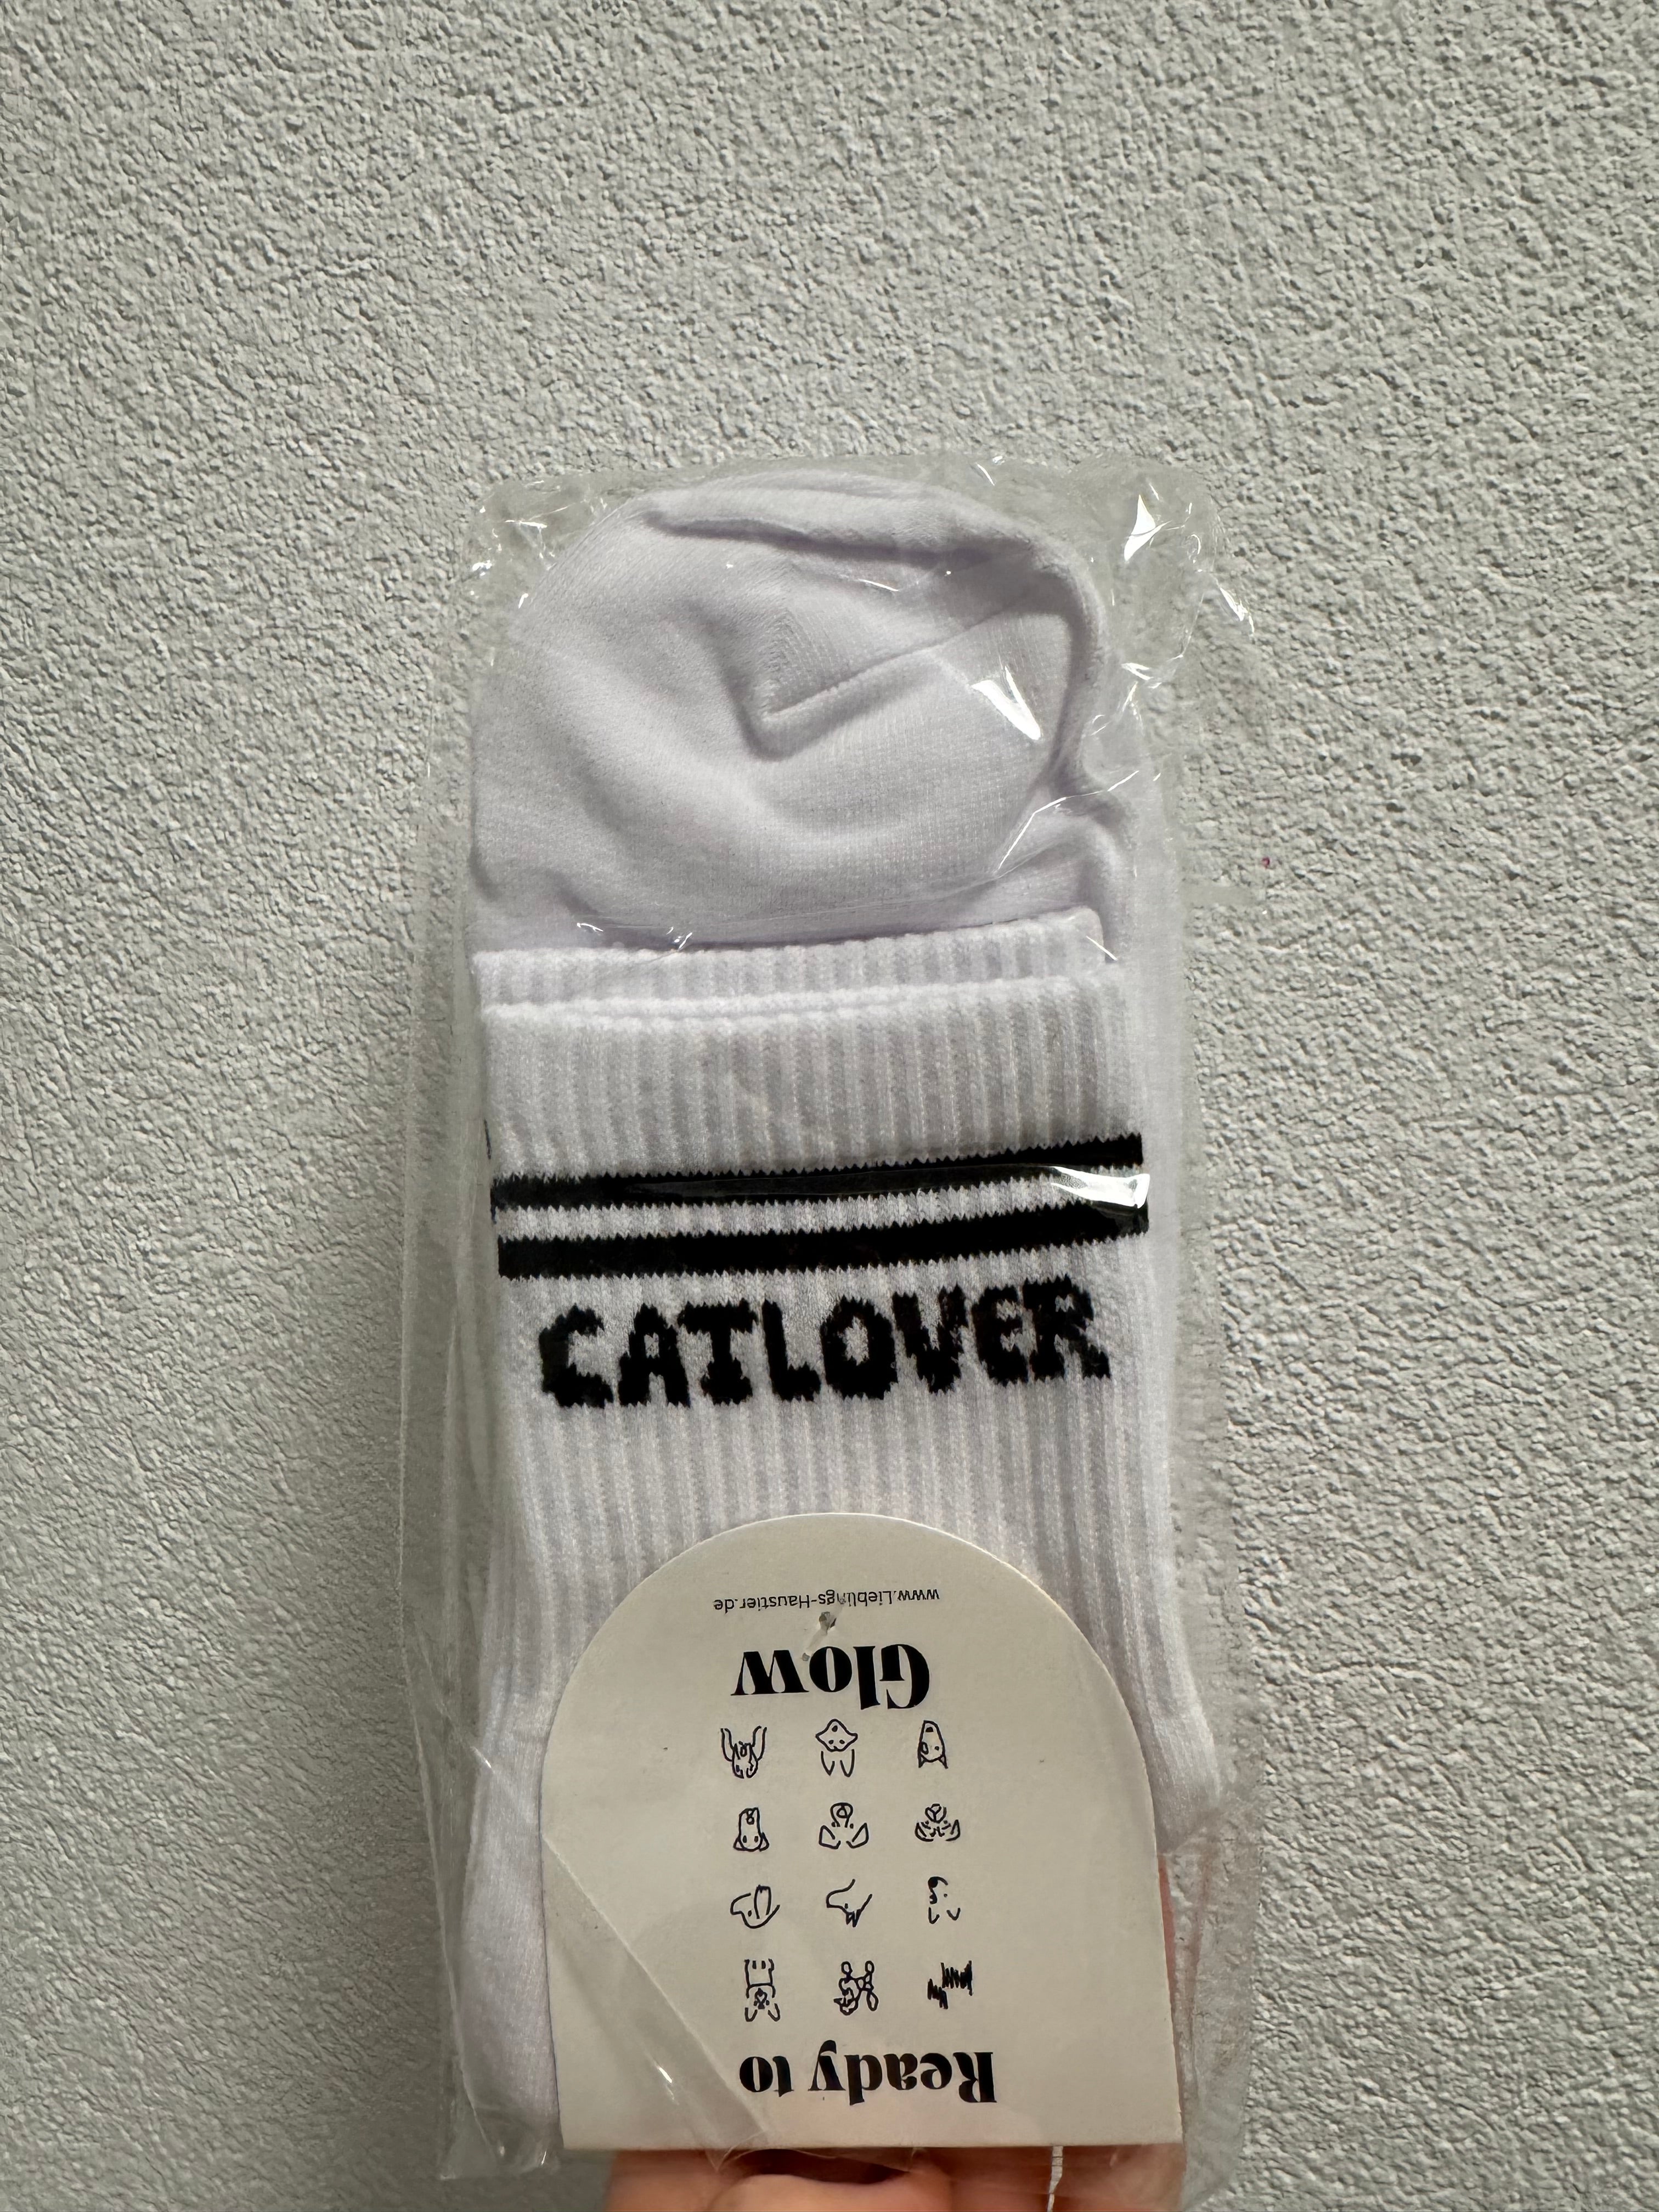 CATLOVER
Ready to
Glow
www.Lieblings-Haustier.de